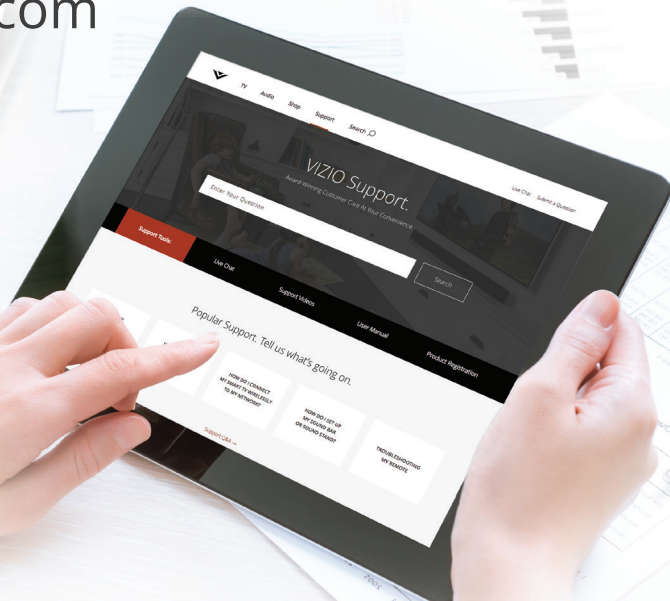 com
TV
Audio
Shop
Support
Search
Live Chat
Submit a Question
VIZIO Support.
Award Winning Customer Care At Your Convenience
Enter Your Question
Search
Support Tools:
Live Chat
Support Videos
User Manual
Product Registration
Popular Support. Tell us what's going on.
HOW DO I CONNECT
MY SMART TV WIRELESSLY
TO MY NETWORK?
HOW DO I SET UP
MY SOUND BAR
OR SOUND STAND?
TROUBLESHOOTING
MY REMOTE
Support Q&A